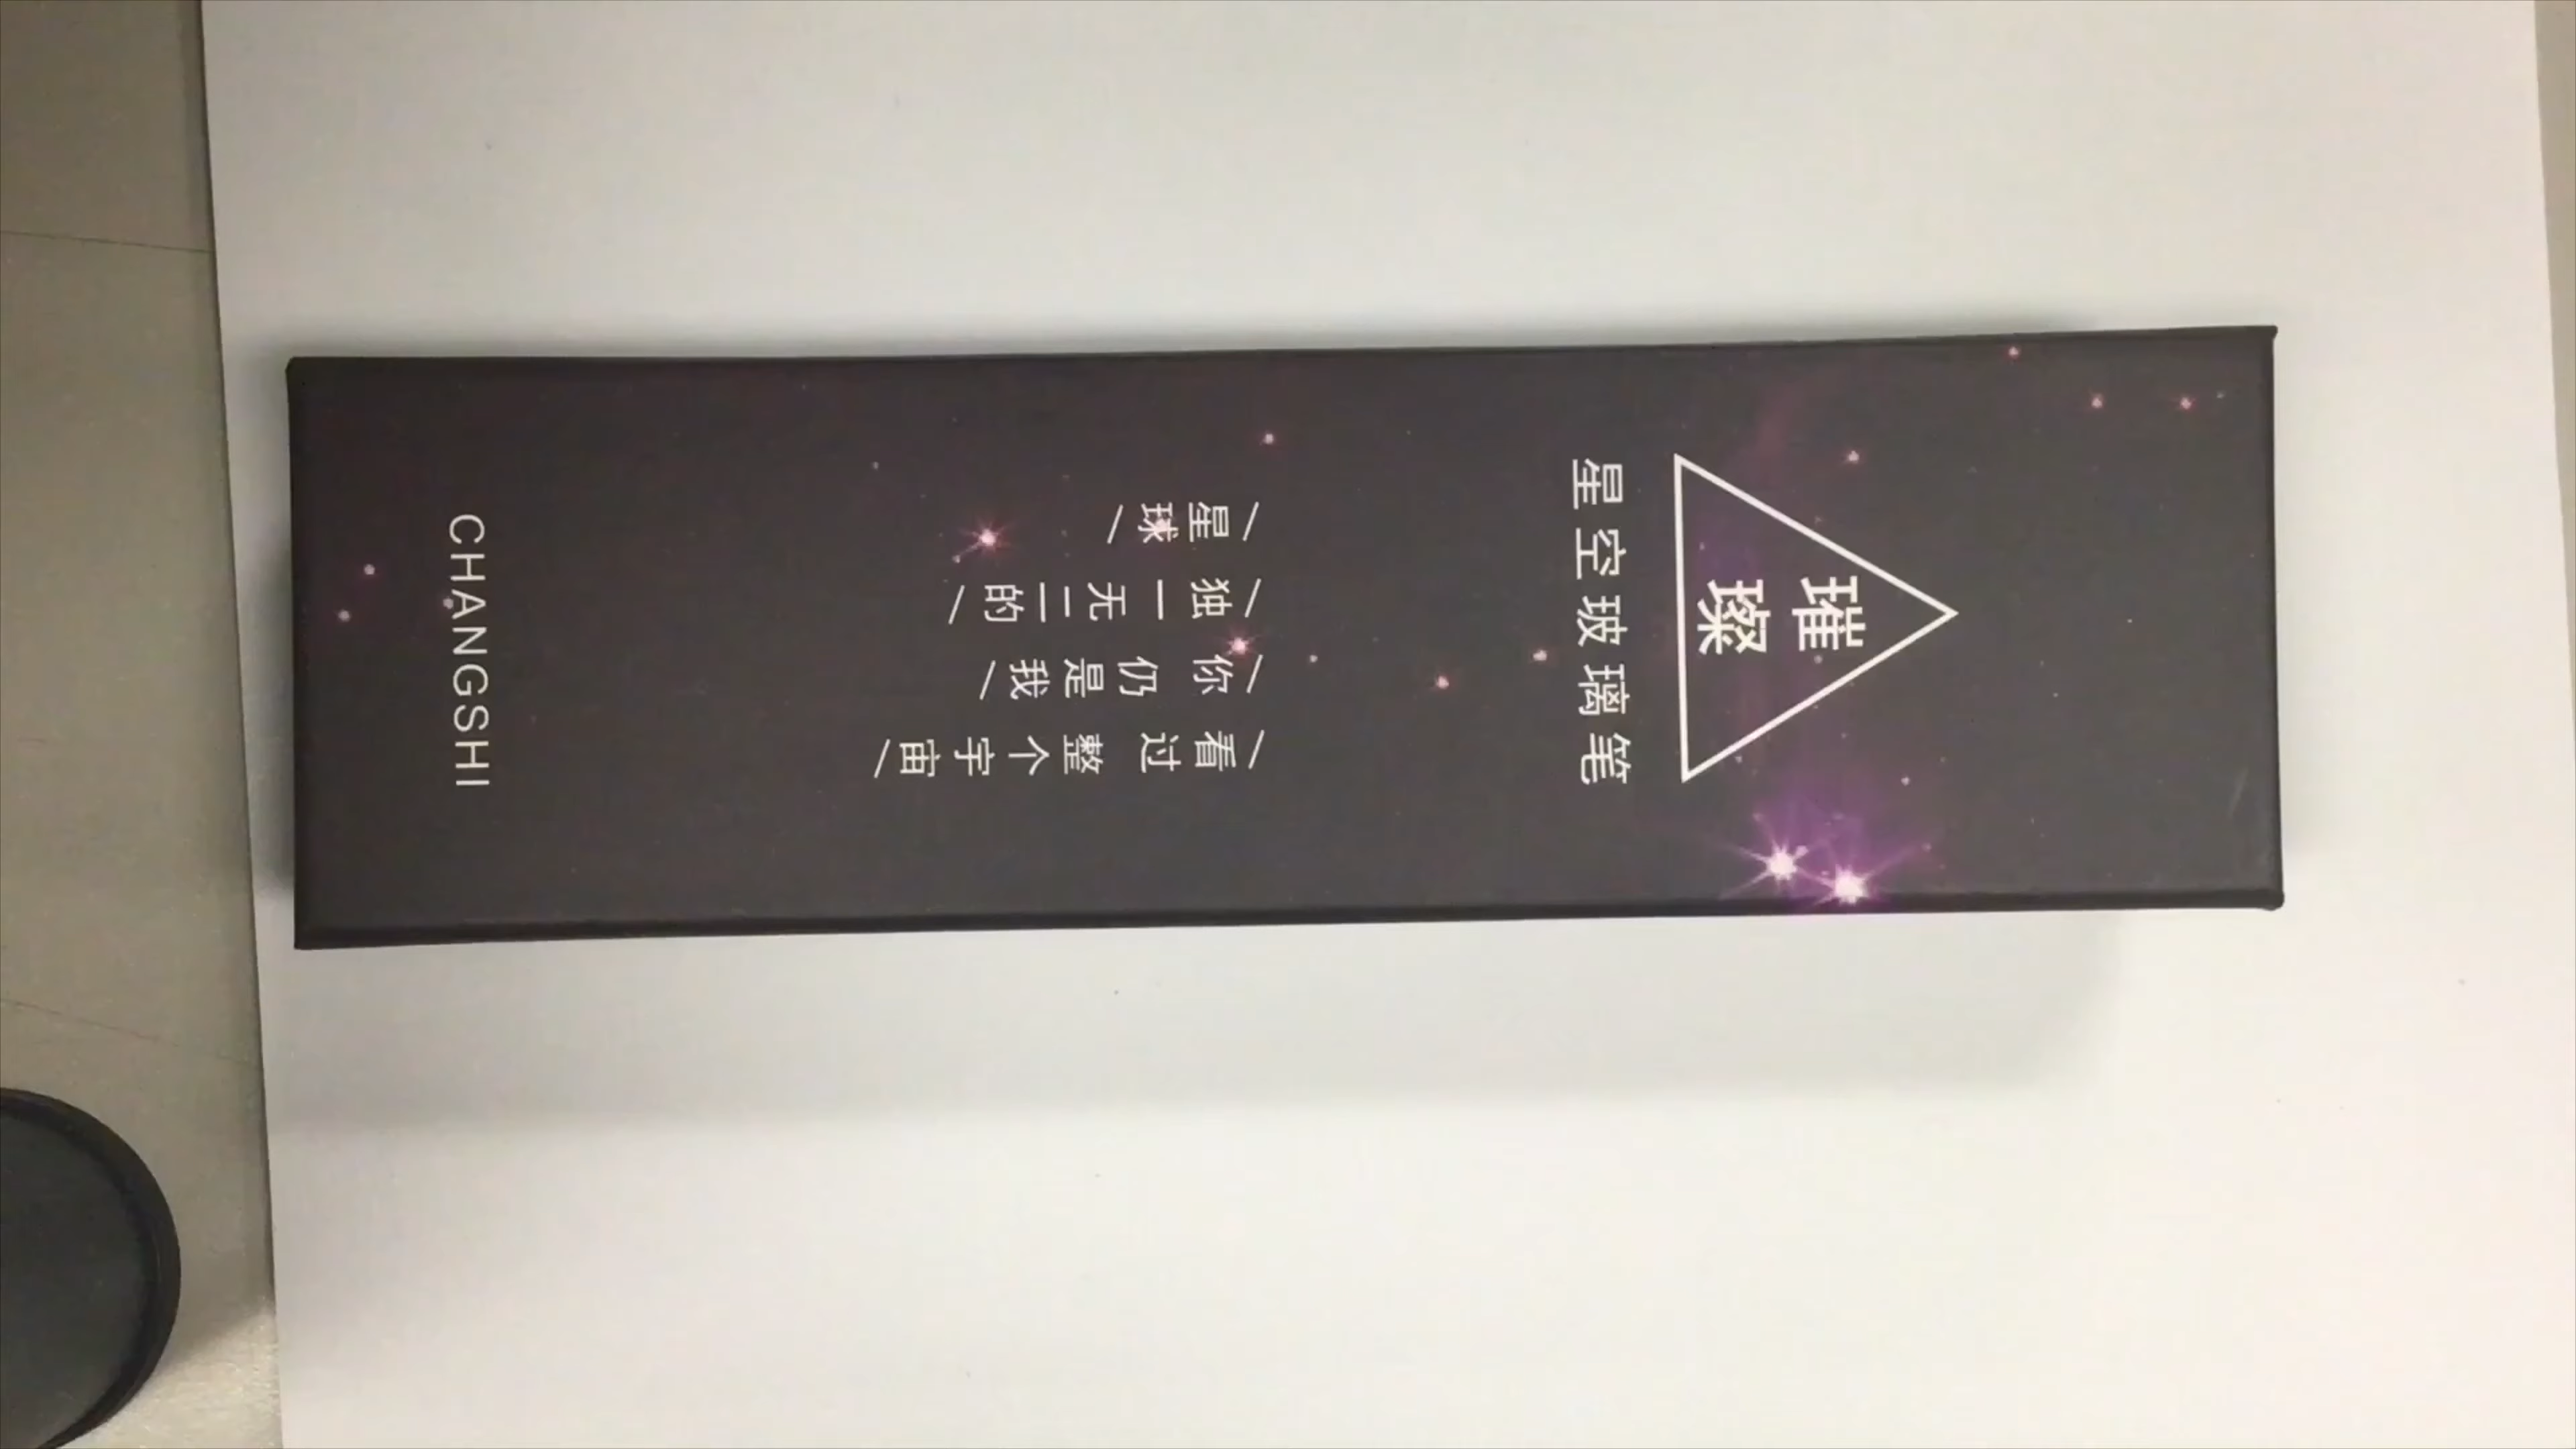 璀
璨
星空玻璃笔
/看过 整个宇宙/
/你 仍是我/
/独一无二的/
/星球/
CHANGSHI